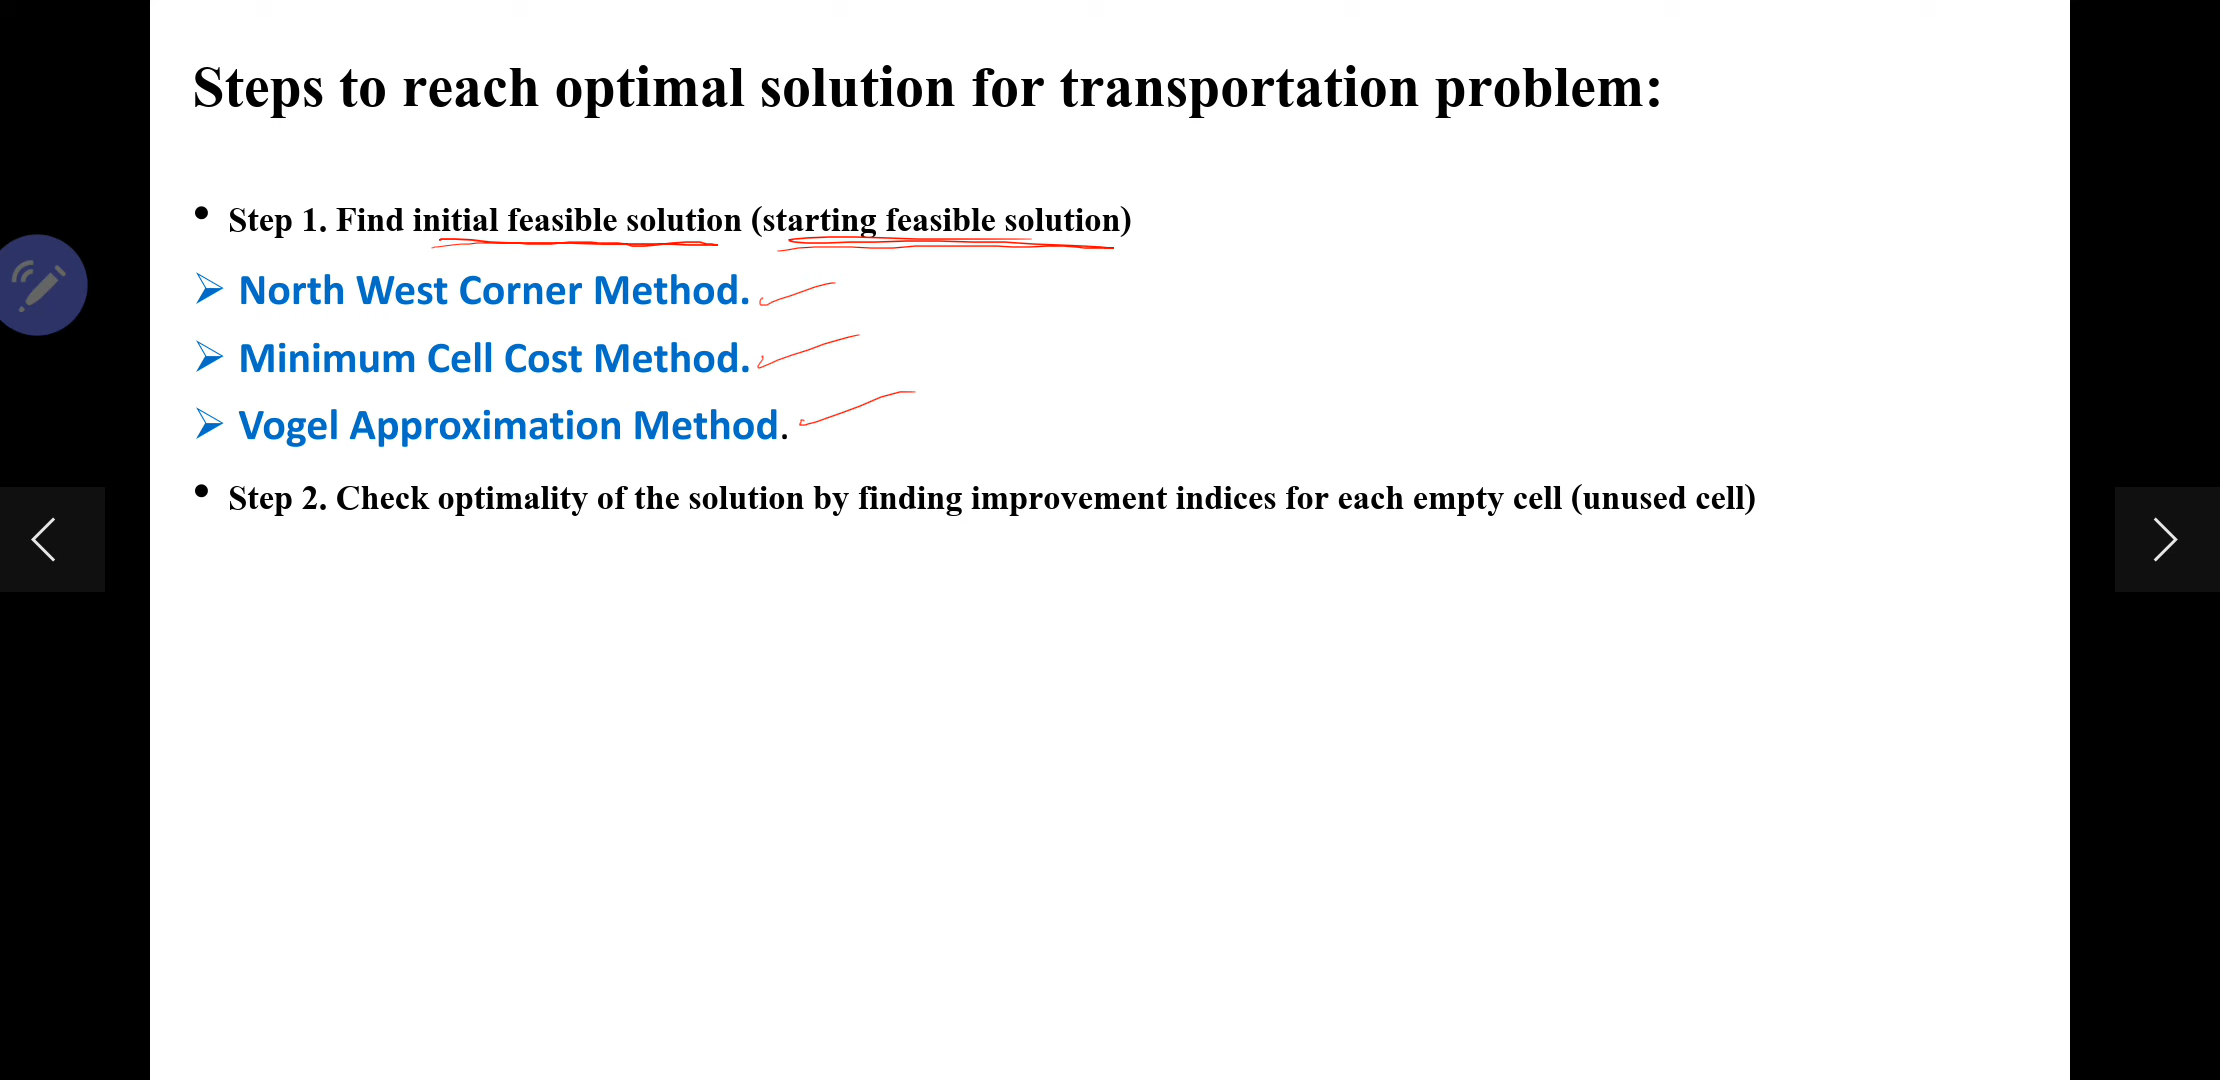 Steps to reach optimal solution for transportation problem:
• Step 1. Find initial feasible solution (starting feasible solution)
➢ North West Corner Method.
➢ Minimum Cell Cost Method.
➢ Vogel Approximation Method.
• Step 2. Check optimality of the solution by finding improvement indices for each empty cell (unused cell)